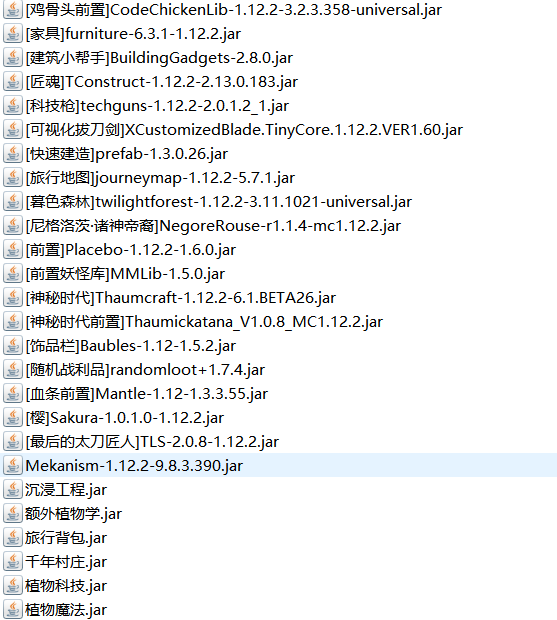 [鸡骨头前置]CodeChickenLib-1.12.2-3.2.3.358-universal.jar
[家具]furniture-6.3.1-1.12.2.jar
[建筑小帮手]BuildingGadgets-2.8.0.jar
[匠魂]TConstruct-1.12.2-2.13.0.183.jar
[科技枪]techguns-1.12.2-2.0.1.2_1.jar
[可视化拔刀剑]XCustomizedBlade.TinyCore.1.12.2.VER1.60.jar
[快速建造]prefab-1.3.0.26.jar
[旅行地图]journeymap-1.12.2-5.7.1.jar
[暮色森林]twilightforest-1.12.2-3.11.1021-universal.jar
[尼格洛茨·诸神帝裔]NegoreRouse-r1.1.4-mc1.12.2.jar
[前置]Placebo-1.12.2-1.6.0.jar
[前置妖怪库]MMLib-1.5.0.jar
[神秘时代]Thaumcraft-1.12.2-6.1.BETA26.jar
[神秘时代前置]Thaumickatana_V1.0.8_MC1.12.2.jar
[饰品栏]Baubles-1.12-1.5.2.jar
[随机战利品]randomloot+1.7.4.jar
[血条前置]Mantle-1.12-1.3.3.55.jar
[樱]Sakura-1.0.1.0-1.12.2.jar
[最后的太刀匠人]TLS-2.0.8-1.12.2.jar
Mekanism-1.12.2-9.8.3.390.jar
沉浸工程.jar
额外植物学.jar
旅行背包.jar
千年村庄.jar
植物科技.jar
植物魔法.jar